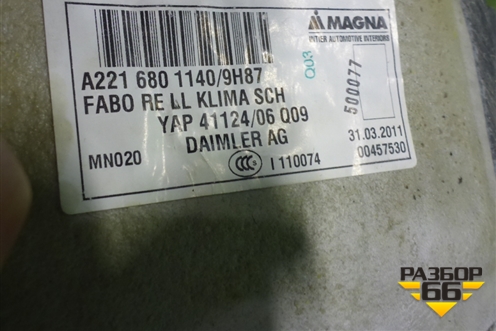 MAGNA
INTIER AUTOMOTIVE INTERIORS
A221 680 1140/9H87
FABO RE LL KLIMA SCH
YAP 41124/06 Q09
DAIMLER AG
MN020
CCC
I 110074
Q03
500077
31.03.2011
00457530
РАЗБОР
66